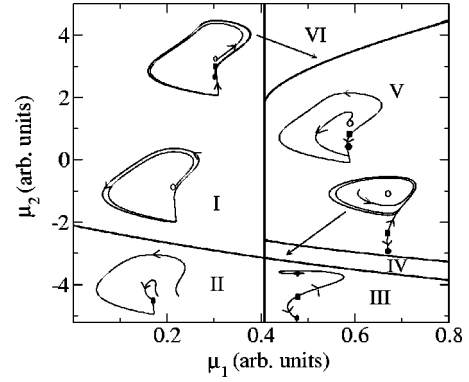 VI
4
V
2
μ₂ (arb. units)
0
I
-2
IV
II
III
-4
0.2
0.4
0.6
0.8
μ₁ (arb. units)